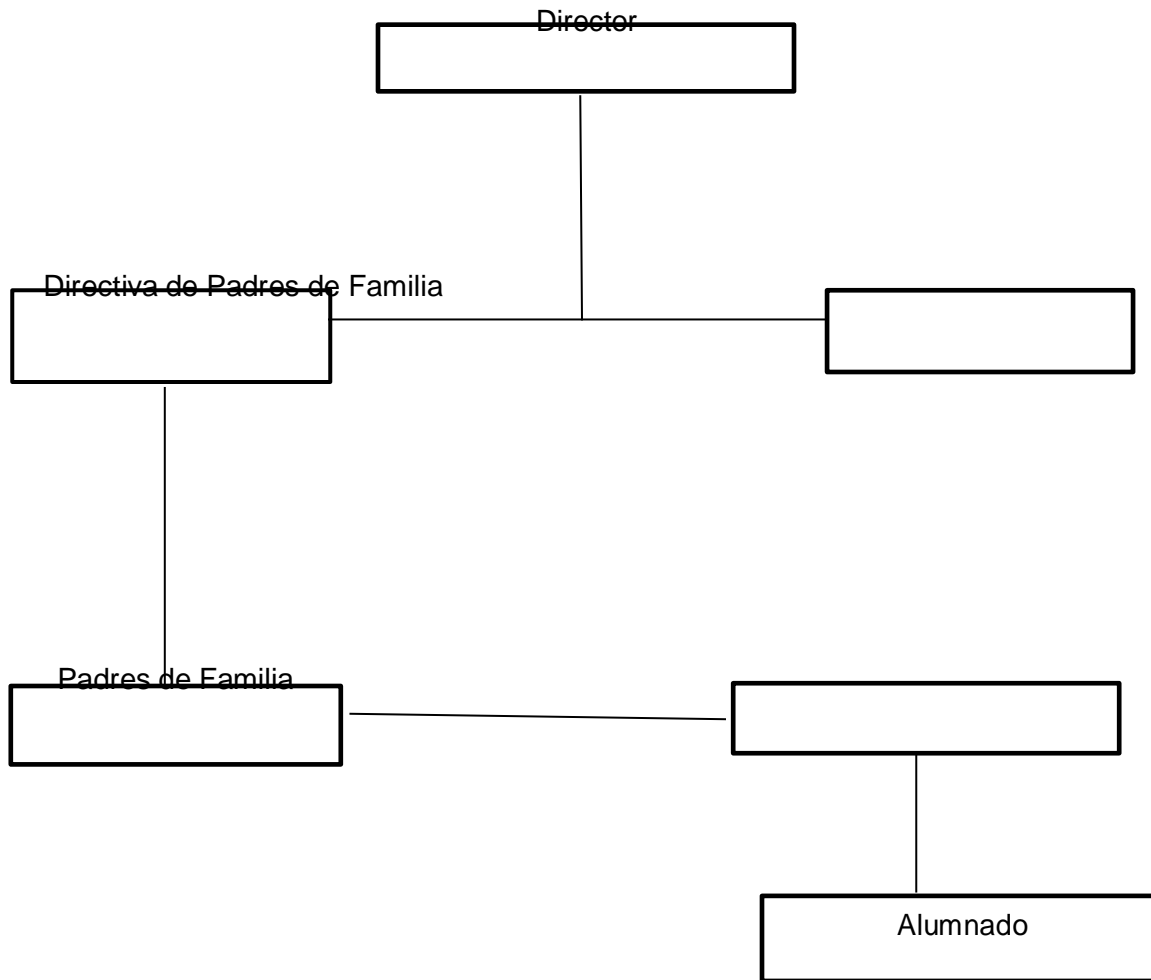 Director
Directiva de Padres de Familia
Padres de Familia
Alumnado